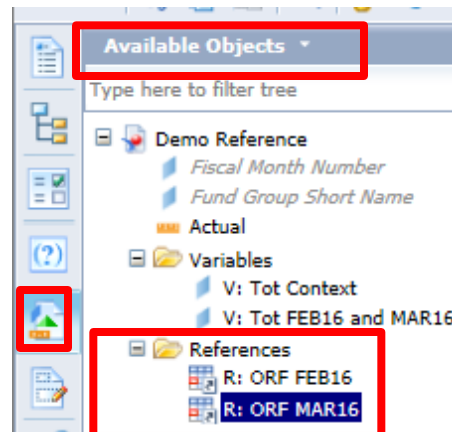 Available Objects
Type here to filter tree
Demo Reference
Fiscal Month Number
Fund Group Short Name
Actual
Variables
V: Tot Context
V: Tot FEB16 and MAR16
References
R: ORF FEB16
R: ORF MAR16